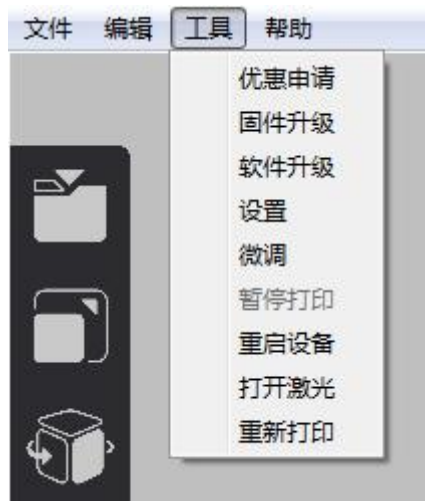 文件 编辑 工具 帮助
优惠申请
固件升级
软件升级
设置
微调
暂停打印
重启设备
打开激光
重新打印